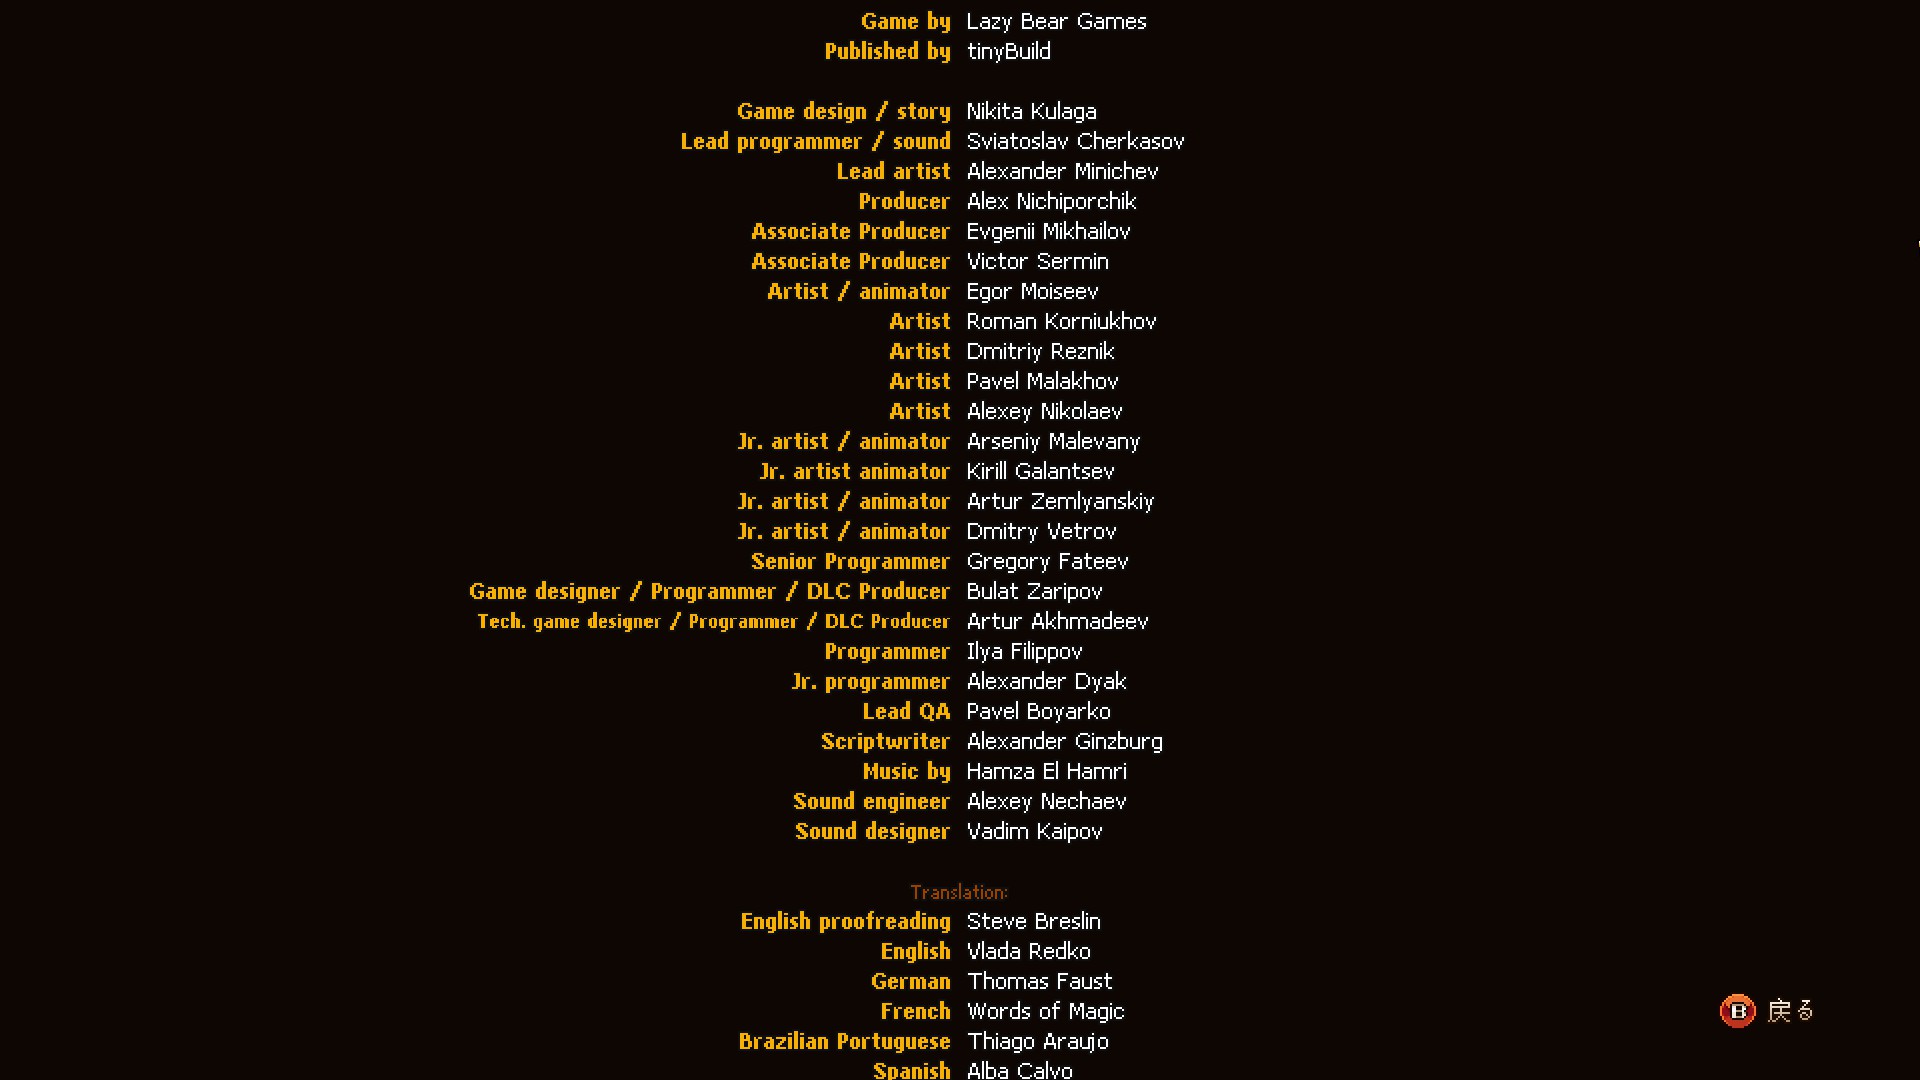 Game by Lazy Bear Games
Published by tinyBuild
Game design / story Nikita Kulaga
Lead programmer / sound Sviatoslav Cherkasov
Lead artist Alexander Minichev
Producer Alex Nichiporchik
Associate Producer Evgenii Mikhailov
Associate Producer Victor Sermin
Artist / animator Egor Moiseev
Artist Roman Korniukhov
Artist Dmitriy Reznik
Artist Pavel Malakhov
Artist Alexey Nikolaev
Jr. artist / animator Arseniy Malevany
Jr. artist animator Kirill Galantsev
Jr. artist / animator Artur Zemlyanskiy
Jr. artist / animator Dmitry Vetrov
Senior Programmer Gregory Fateev
Game designer / Programmer / DLC Producer Bulat Zaripov
Tech. game designer / Programmer / DLC Producer Artur Akhmadeev
Programmer Ilya Filippov
Jr. programmer Alexander Dyak
Lead QA Pavel Boyarko
Scriptwriter Alexander Ginzburg
Music by Hamza El Hamri
Sound engineer Alexey Nechaev
Sound designer Vadim Kaipov
Translation:
English proofreading Steve Breslin
English Vlada Redko
German Thomas Faust
French Words of Magic
Brazilian Portuguese Thiago Araujo
Spanish Alba Calvo
B 戻る